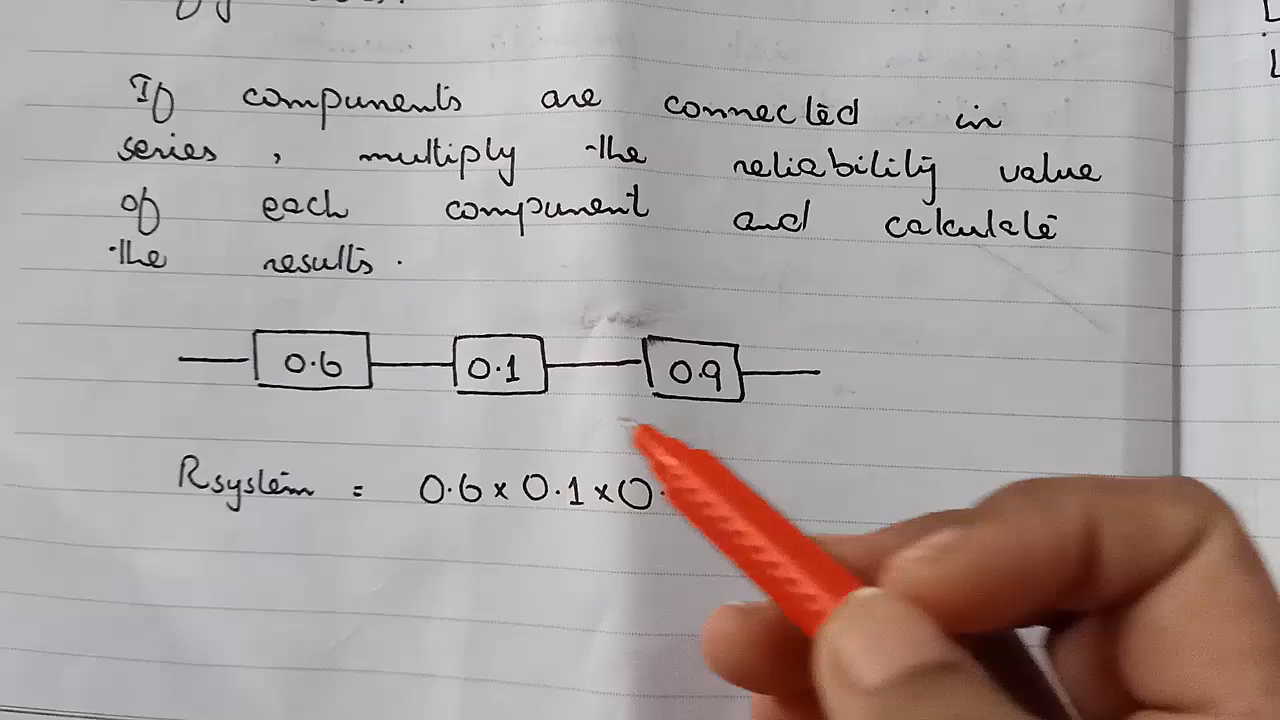 If components are connected in
series, multiply the reliability value
of each component and calculate
the results.
0.6 0.1 0.9
Rsystem = 0.6 x 0.1 x 0.